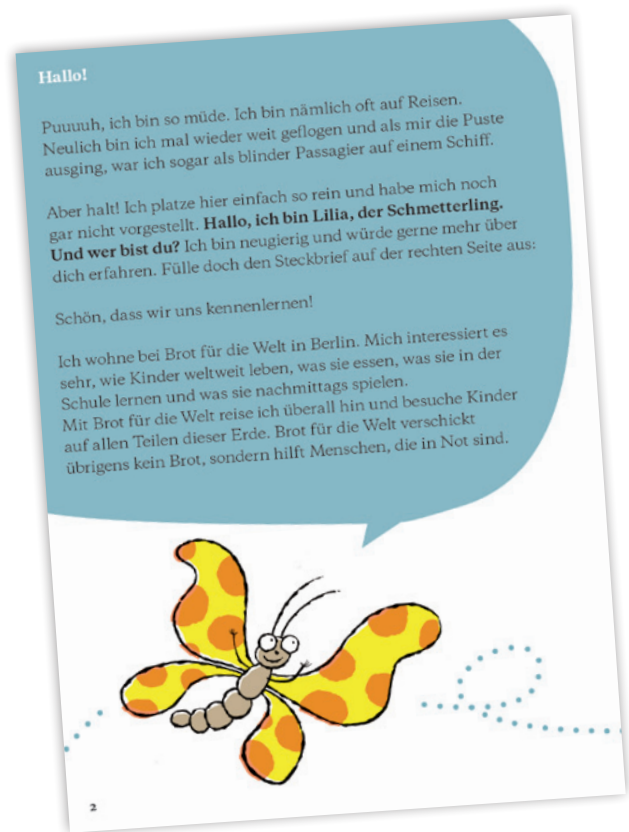 Hallo!
Puuuuh, ich bin so müde. Ich bin nämlich oft auf Reisen.
Neulich bin ich mal wieder weit geflogen und als mir die Puste
ausging, war ich sogar als blinder Passagier auf einem Schiff.
Aber halt! Ich platze hier einfach so rein und habe mich noch
gar nicht vorgestellt. Hallo, ich bin Lilia, der Schmetterling.
Und wer bist du? Ich bin neugierig und würde gerne mehr über
dich erfahren. Fülle doch den Steckbrief auf der rechten Seite aus:
Schön, dass wir uns kennenlernen!
Ich wohne bei Brot für die Welt in Berlin. Mich interessiert es
sehr, wie Kinder weltweit leben, was sie essen, was sie in der
Schule lernen und was sie nachmittags spielen.
Mit Brot für die Welt reise ich überall hin und besuche Kinder
auf allen Teilen dieser Erde. Brot für die Welt verschickt
übrigens kein Brot, sondern hilft Menschen, die in Not sind.
2